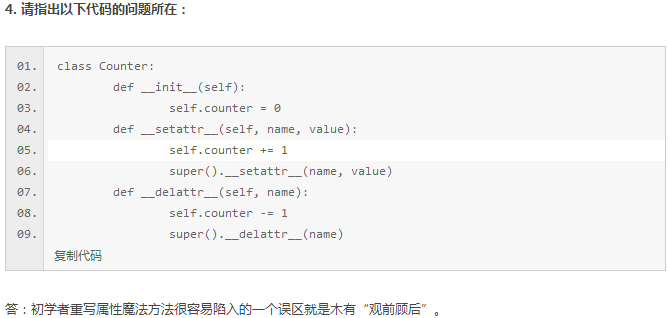 4. 请指出以下代码的问题所在：
01. class Counter:
02.         def __init__(self):
03.                 self.counter = 0
04.         def __setattr__(self, name, value):
05.                 self.counter += 1
06.                 super().__setattr__(name, value)
07.         def __delattr__(self, name):
08.                 self.counter -= 1
09.                 super().__delattr__(name)
复制代码
答：初学者重写属性魔法方法很容易陷入的一个误区就是木有“观前顾后”。